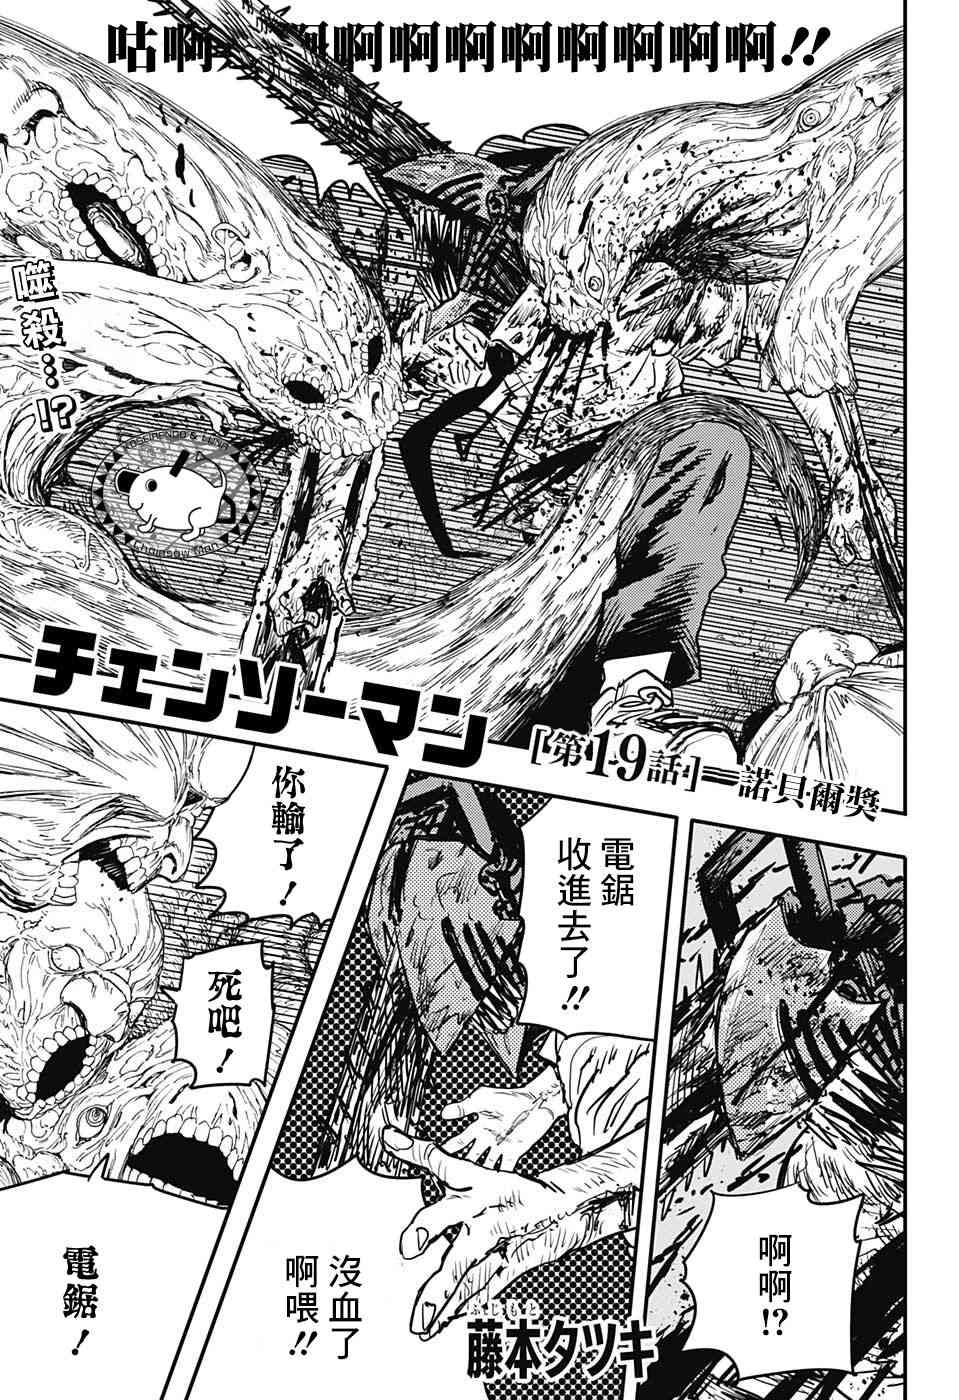 咕啊啊啊啊啊啊啊啊啊啊!!
噬殺…!?
チェンソーマン
[第19話]
諾貝爾獎
啊
啊!?
電鋸
收進去了!!
沒血了
啊喂!!
你輸了!
死吧!
電鋸!
ふじもと
藤本タツキ
Chainsaw Man